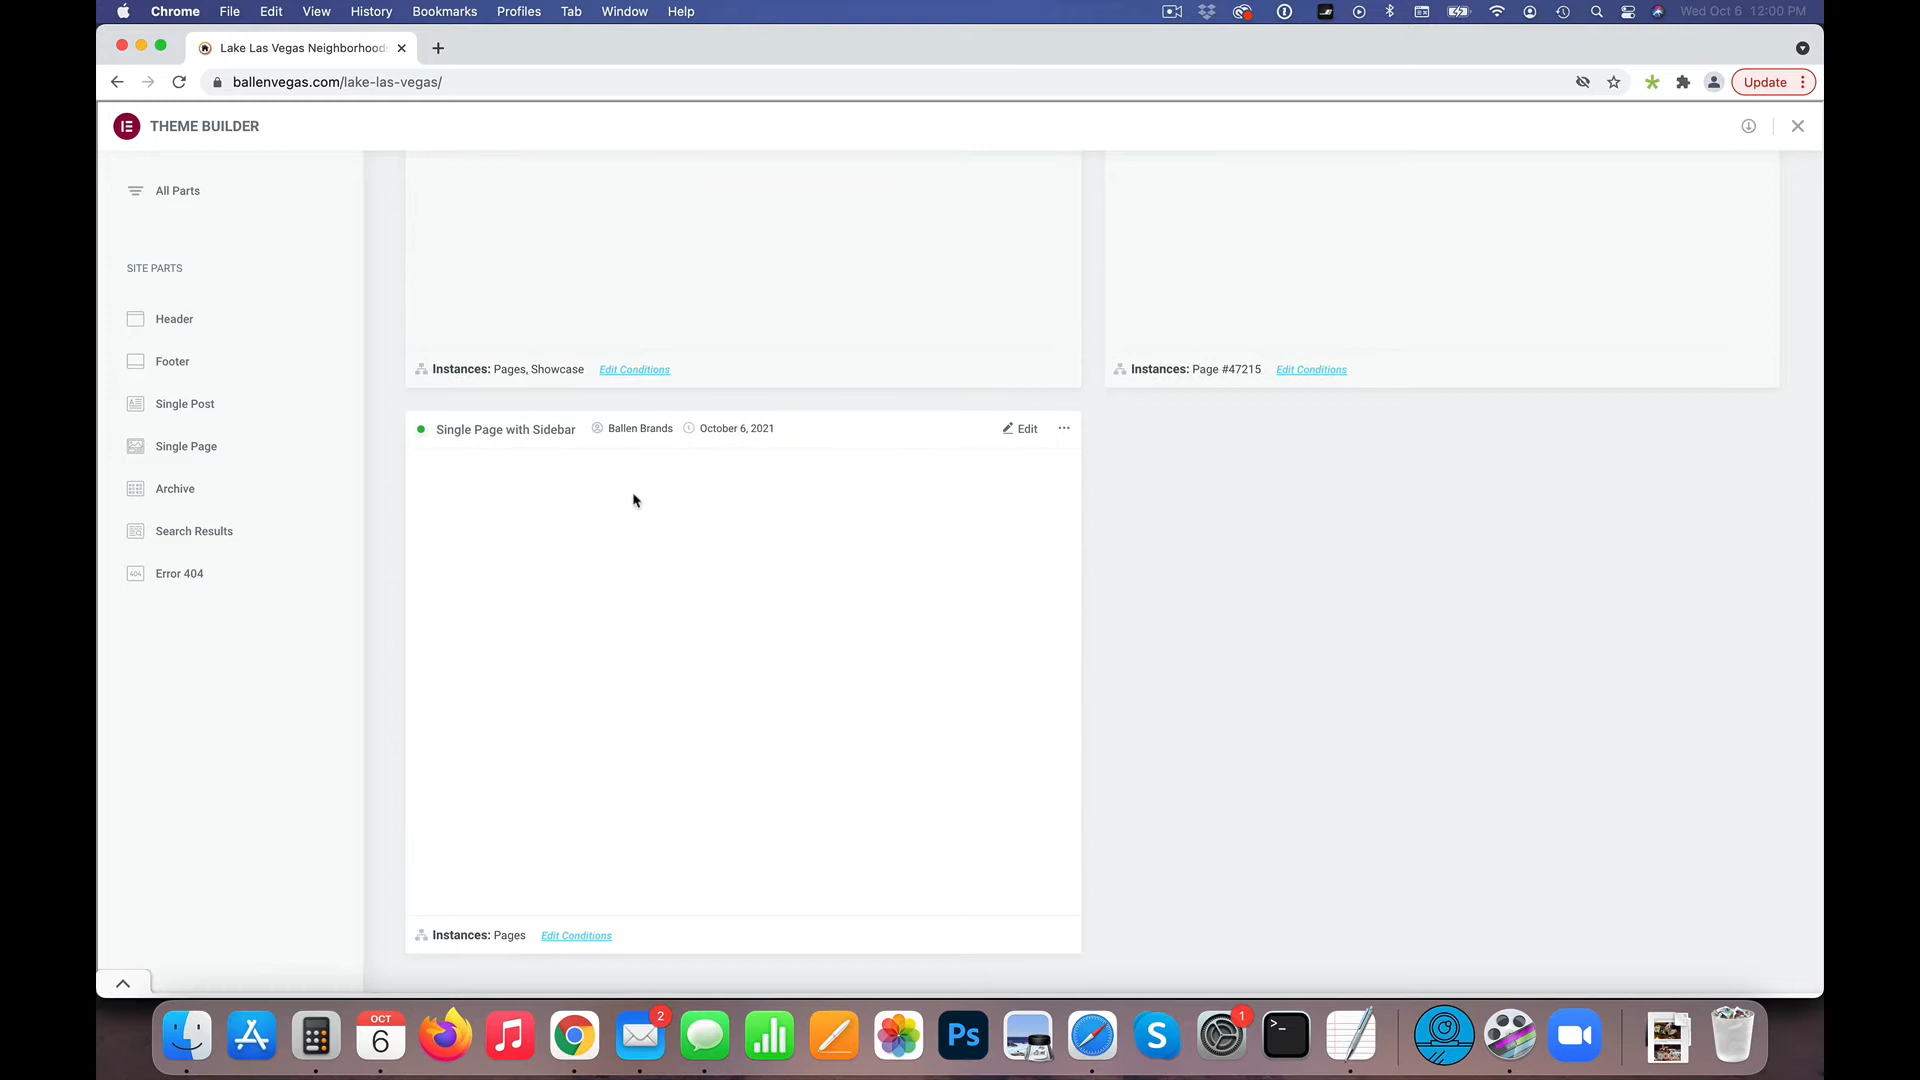 Chrome File Edit View History Bookmarks Profiles Tab Window Help Wed Oct 6 12:00 PM
Lake Las Vegas Neighborhoods
ballenvegas.com/lake-las-vegas/ Update
THEME BUILDER
All Parts
SITE PARTS
Header
Footer
Single Post
Single Page
Archive
Search Results
404 Error 404
Instances: Pages, Showcase Edit Conditions
Instances: Page #47215 Edit Conditions
Single Page with Sidebar Ballen Brands October 6, 2021 Edit
Instances: Pages Edit Conditions
OCT
6
2
Ps
S
1
>_